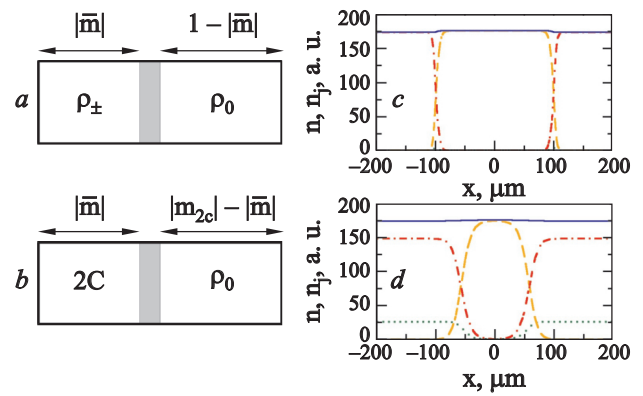 |m̅| 1 – |m̅|
a ρ± ρ0
|m̅| |m2c| – |m̅|
b 2C ρ0
200
150
100
50
0
n, nj, a. u.
c
–200 –100 0 100 200
x, μm
200
150
100
50
0
n, nj, a. u.
d
–200 –100 0 100 200
x, μm